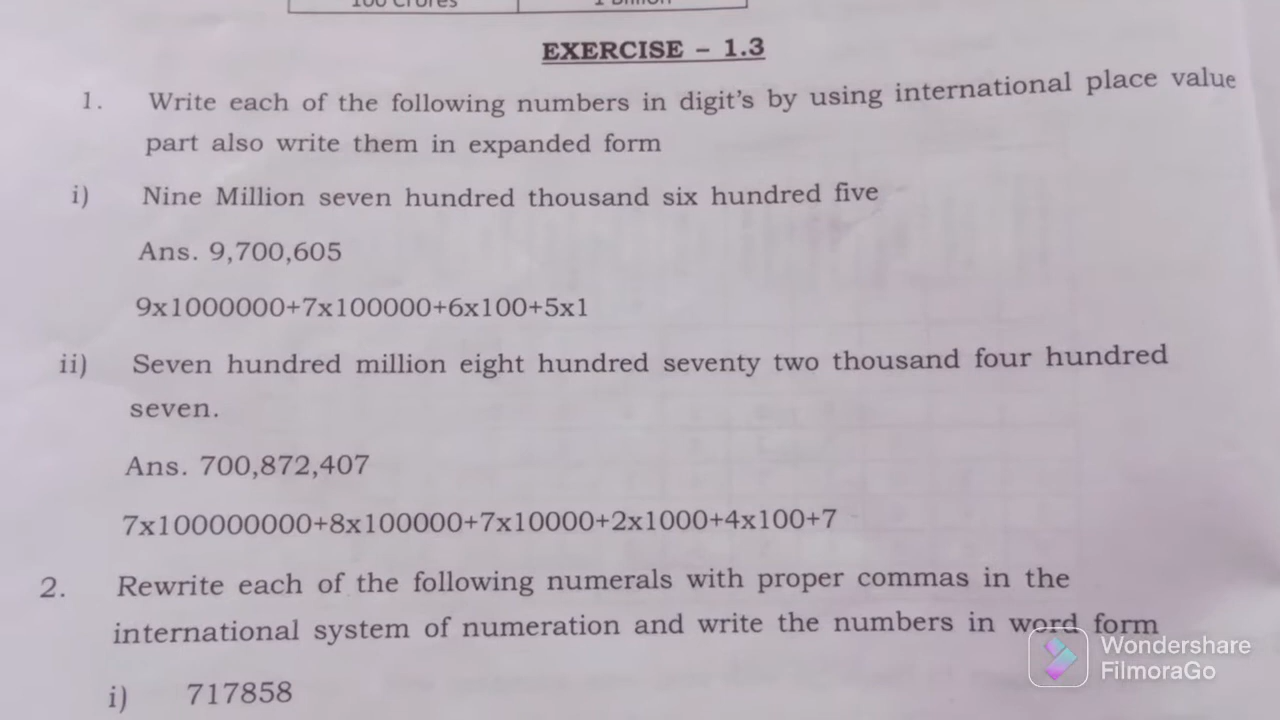 100 Crores 1 Billion
EXERCISE – 1.3
1. Write each of the following numbers in digit's by using international place value
part also write them in expanded form
i) Nine Million seven hundred thousand six hundred five
Ans. 9,700,605
9x1000000+7x100000+6x100+5x1
ii) Seven hundred million eight hundred seventy two thousand four hundred
seven.
Ans. 700,872,407
7x100000000+8x100000+7x10000+2x1000+4x100+7
2. Rewrite each of the following numerals with proper commas in the
international system of numeration and write the numbers in word form
i) 717858
Wondershare
FilmoraGo